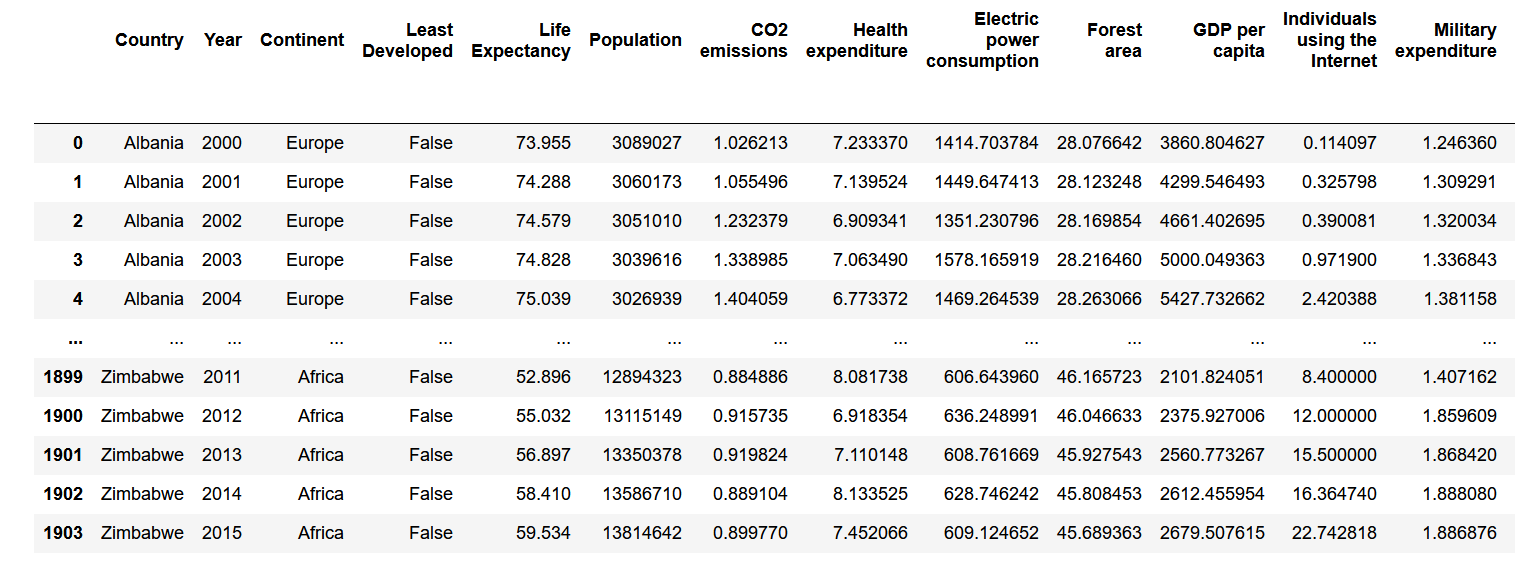 Country Year Continent Least Developed Life Expectancy Population CO2 emissions Health expenditure Electric power consumption Forest area GDP per capita Individuals using the Internet Military expenditure
0 Albania 2000 Europe False 73.955 3089027 1.026213 7.233370 1414.703784 28.076642 3860.804627 0.114097 1.246360
1 Albania 2001 Europe False 74.288 3060173 1.055496 7.139524 1449.647413 28.123248 4299.546493 0.325798 1.309291
2 Albania 2002 Europe False 74.579 3051010 1.232379 6.909341 1351.230796 28.169854 4661.402695 0.390081 1.320034
3 Albania 2003 Europe False 74.828 3039616 1.338985 7.063490 1578.165919 28.216460 5000.049363 0.971900 1.336843
4 Albania 2004 Europe False 75.039 3026939 1.404059 6.773372 1469.264539 28.263066 5427.732662 2.420388 1.381158
... ... ... ... ... ... ... ... ... ... ... ... ... ...
1899 Zimbabwe 2011 Africa False 52.896 12894323 0.884886 8.081738 606.643960 46.165723 2101.824051 8.400000 1.407162
1900 Zimbabwe 2012 Africa False 55.032 13115149 0.915735 6.918354 636.248991 46.046633 2375.927006 12.000000 1.859609
1901 Zimbabwe 2013 Africa False 56.897 13350378 0.919824 7.110148 608.761669 45.927543 2560.773267 15.500000 1.868420
1902 Zimbabwe 2014 Africa False 58.410 13586710 0.889104 8.133525 628.746242 45.808453 2612.455954 16.364740 1.888080
1903 Zimbabwe 2015 Africa False 59.534 13814642 0.899770 7.452066 609.124652 45.689363 2679.507615 22.742818 1.886876